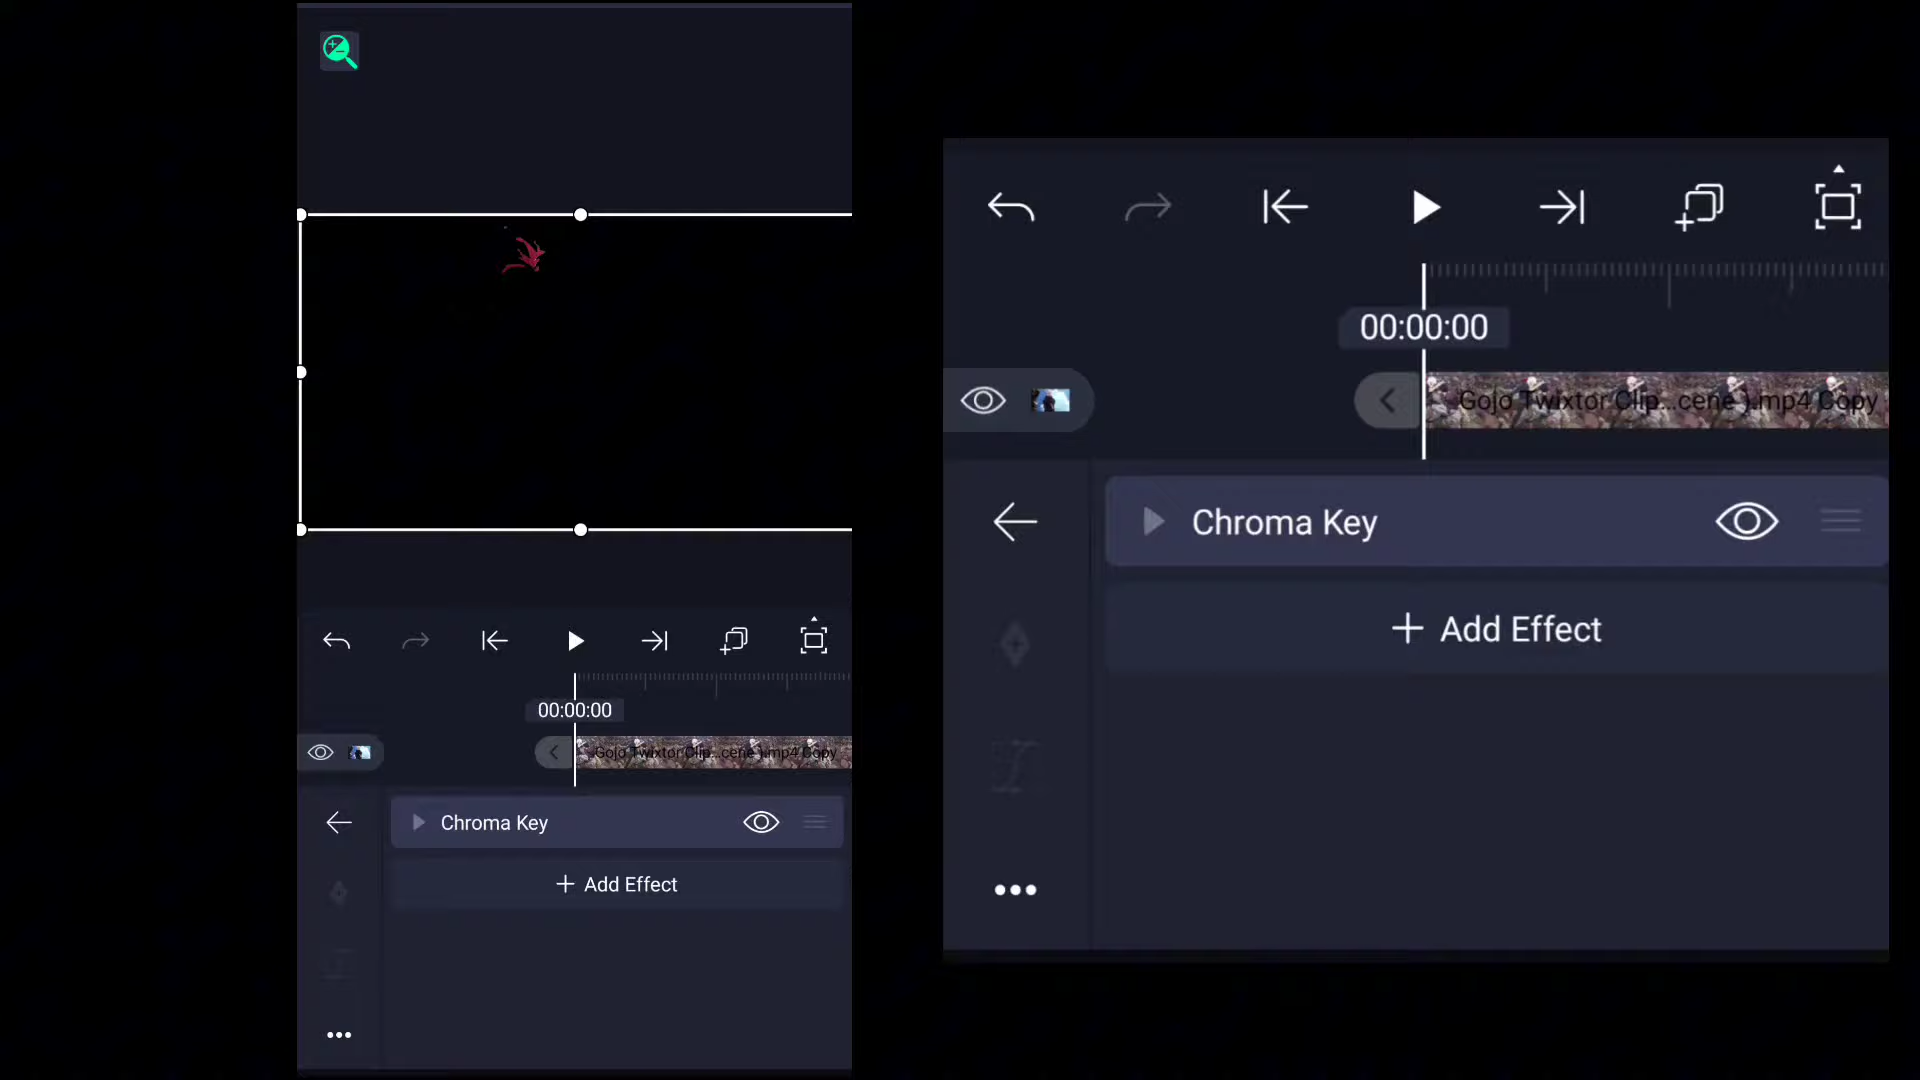 00:00:00
Gojo Twixtor Clip...cene ).mp4 Copy
Chroma Key
+ Add Effect
00:00:00
Gojo Twixtor Clip...cene ).mp4 Copy
Chroma Key
+ Add Effect